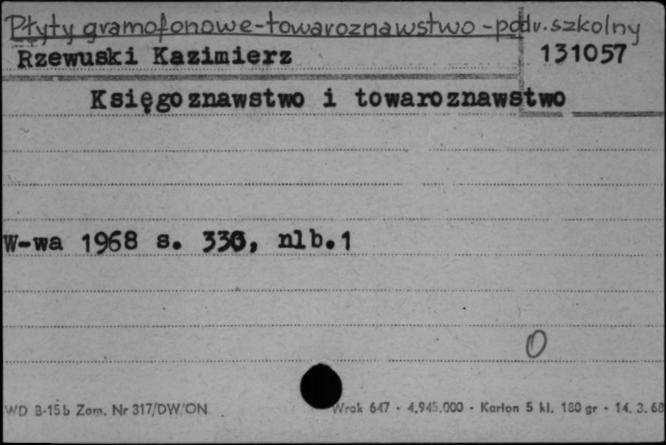 Płyty gramofonowe-towaroznawstwo-podr. szkolny
Rzewuski Kazimierz 131057
Księgoznawstwo i towaroznawstwo
W-wa 1968 s. 330, nlb.1
0
WD B-15b Zam. Nr 317/DW/ON Wrok 647 - 4.945.000 - Karton 5 kl. 180 gr - 14. 3. 68